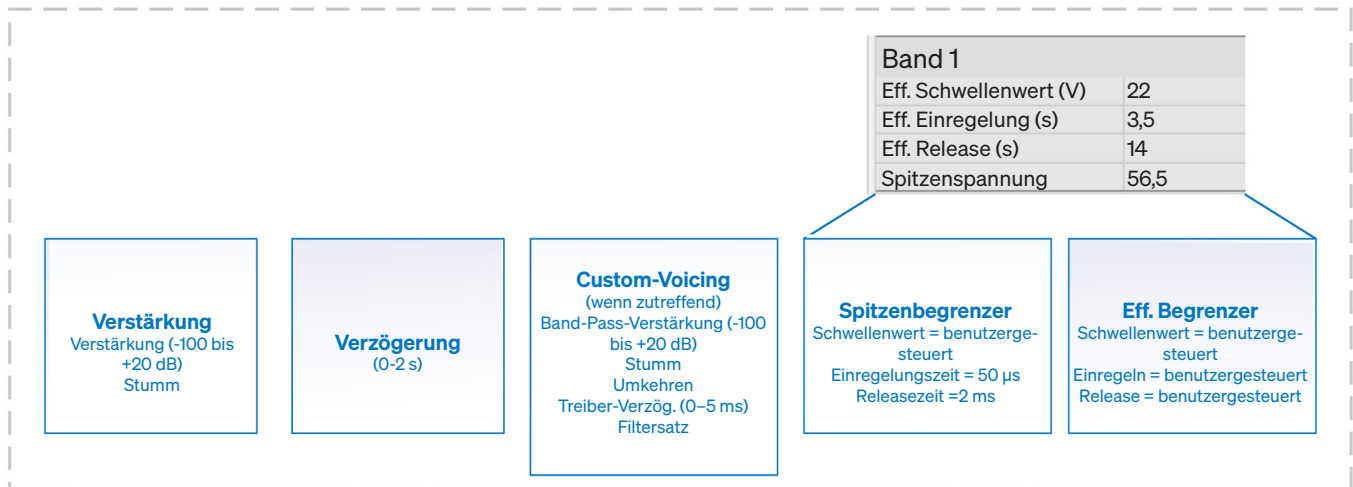 Band 1
Eff. Schwellenwert (V) 22
Eff. Einregelung (s) 3,5
Eff. Release (s) 14
Spitzenspannung 56,5
Verstärkung
Verstärkung (-100 bis
+20 dB)
Stumm
Verzögerung
(0-2 s)
Custom-Voicing
(wenn zutreffend)
Band-Pass-Verstärkung (-100
bis +20 dB)
Stumm
Umkehren
Treiber-Verzög. (0–5 ms)
Filtersatz
Spitzenbegrenzer
Schwellenwert = benutzerge-
steuert
Einregelungszeit = 50 µs
Releasezeit =2 ms
Eff. Begrenzer
Schwellenwert = benutzerge-
steuert
Einregeln = benutzergesteuert
Release = benutzergesteuert